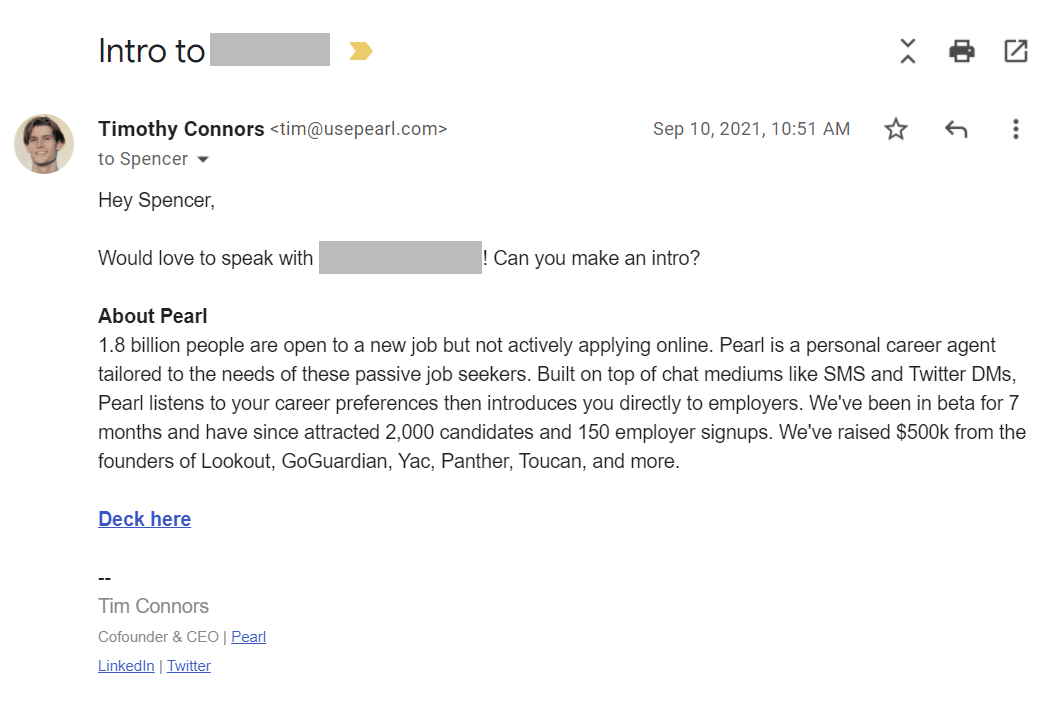 Intro to
Timothy Connors <tim@usepearl.com>
Sep 10, 2021, 10:51 AM
to Spencer
Hey Spencer,
Would love to speak with ! Can you make an intro?
About Pearl
1.8 billion people are open to a new job but not actively applying online. Pearl is a personal career agent
tailored to the needs of these passive job seekers. Built on top of chat mediums like SMS and Twitter DMs,
Pearl listens to your career preferences then introduces you directly to employers. We've been in beta for 7
months and have since attracted 2,000 candidates and 150 employer signups. We've raised $500k from the
founders of Lookout, GoGuardian, Yac, Panther, Toucan, and more.
Deck here
--
Tim Connors
Cofounder & CEO | Pearl
LinkedIn | Twitter